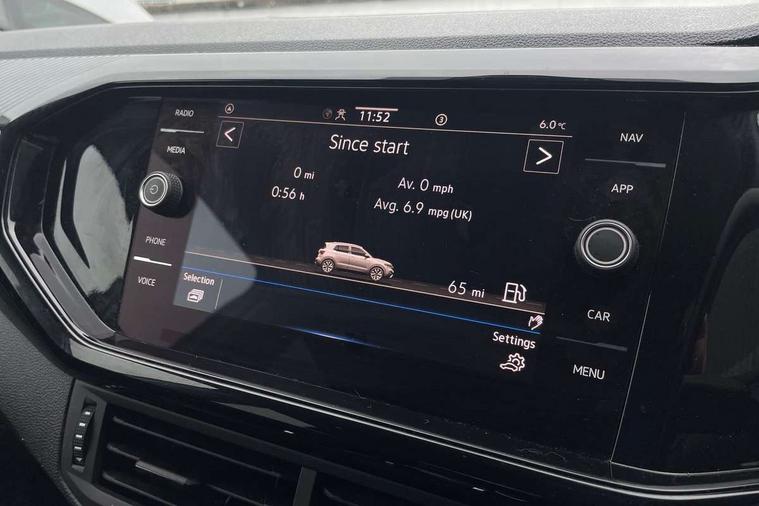 RADIO
MEDIA
PHONE
VOICE
11:52
3
6.0°C
Since start
0 mi
0:56 h
Av. 0 mph
Avg. 6.9 mpg (UK)
65 mi
Selection
Settings
NAV
APP
CAR
MENU